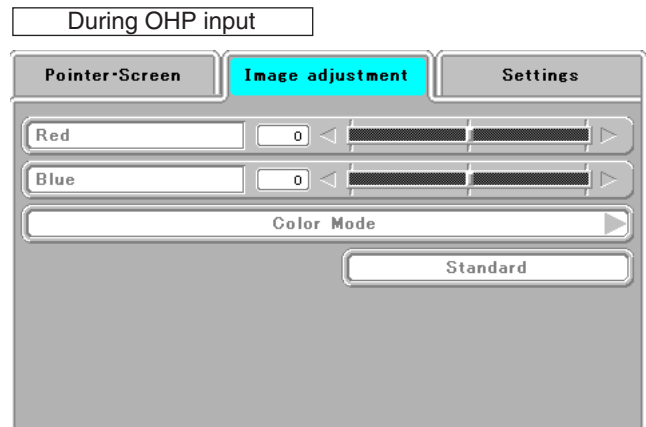 During OHP input
Pointer·Screen Image adjustment Settings
Red 0
Blue 0
Color Mode
Standard